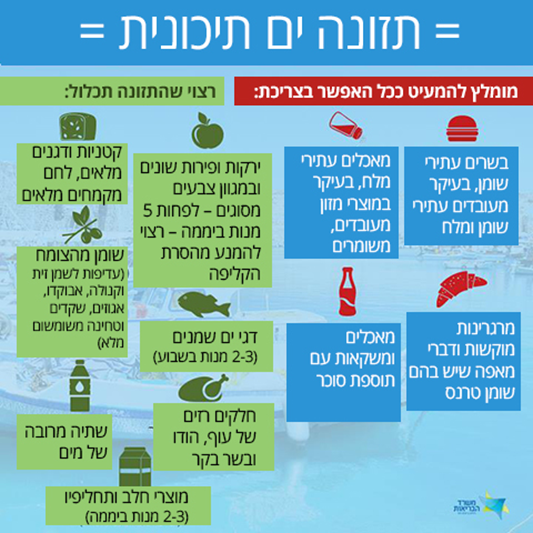 = תזונה ים תיכונית =
מומלץ להמעיט ככל האפשר בצריכת:
בשרים עתירי
שומן, בעיקר
מעובדים עתירי
שומן ומלח
מאכלים עתירי
מלח, בעיקר
במוצרי מזון
מעובדים,
משומרים
מרגרינות
מוקשות ודברי
מאפה שיש בהם
שומן טרנס
מאכלים
ומשקאות עם
תוספת סוכר
רצוי שהתזונה תכלול:
ירקות ופירות שונים
ובמגוון צבעים
מסוגים – לפחות 5
מנות ביממה – רצוי
להמנע מהסרת
הקליפה
קטניות ודגנים
מלאים, לחם
מקמחים מלאים
שומן מהצומח
(עדיפות לשמן זית
וקנולה, אבוקדו,
אגוזים, שקדים
וטחינה משומשום
מלא)
דגי ים שמנים
(2-3 מנות בשבוע)
חלקים רזים
של עוף, הודו
ובשר בקר
שתיה מרובה
של מים
מוצרי חלב ותחליפיו
(2-3 מנות ביממה)
משרד
הבריאות